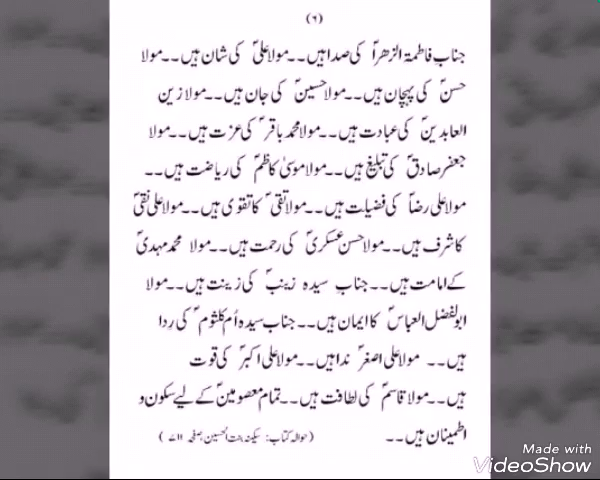 (۶)
جناب فاطمۃ الزھراؑ کی صدا ہیں۔۔مولا علیؑ کی شان ہیں۔۔مولا
حسنؑ کی پہچان ہیں۔۔مولا حسینؑ کی جان ہیں۔۔مولا زین
العابدینؑ کی عبادت ہیں۔۔مولا محمد باقرؑ کی عزت ہیں۔۔مولا
جعفر صادقؑ کی تبلیغ ہیں۔۔مولا موسیٰ کاظمؑ کی ریاضت ہیں۔۔
مولا علی رضاؑ کی فضیلت ہیں۔۔مولا تقیؑ کا تقویٰ ہیں۔۔مولا علی نقیؑ
کا شرف ہیں۔۔مولا حسن عسکریؑ کی رحمت ہیں۔۔مولا محمد مہدیؑ
کے امامت ہیں۔۔جناب سیدہ زینبؑ کی زینت ہیں۔۔مولا
ابولفضل العباسؑ کا ایمان ہیں۔۔جناب سیدہ اُم کلثومؑ کی رِدا
ہیں۔۔ مولا علی اصغرؑ ندا ہیں۔۔مولا علی اکبرؑ کی قوت
ہیں۔۔مولا قاسمؑ کی لطافت ہیں۔۔تمام معصومینؑ کے لیے سکون و
اطمینان ہیں۔۔ (حوالہ کتاب: سکینہ بنت الحسین، صفحہ ۷۱۱)
Made with
VideoShow